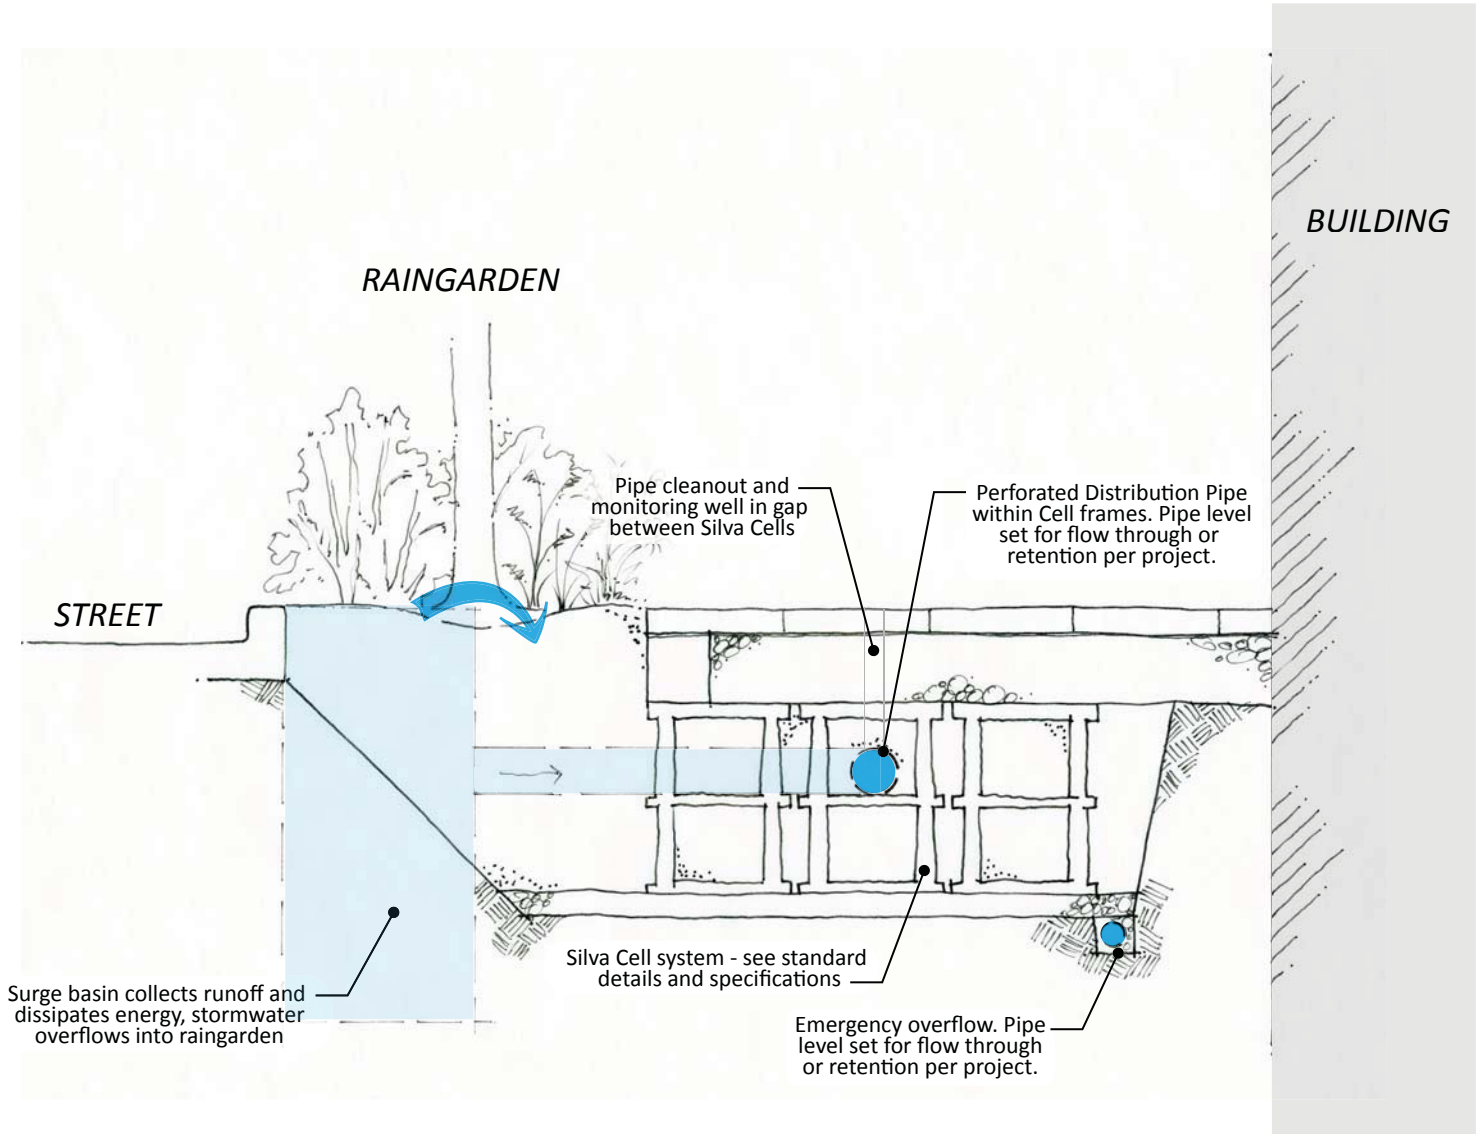 BUILDING
RAINGARDEN
STREET
Pipe cleanout and
monitoring well in gap
between Silva Cells
Perforated Distribution Pipe
within Cell frames. Pipe level
set for flow through or
retention per project.
Silva Cell system - see standard
details and specifications
Surge basin collects runoff and
dissipates energy, stormwater
overflows into raingarden
Emergency overflow. Pipe
level set for flow through
or retention per project.